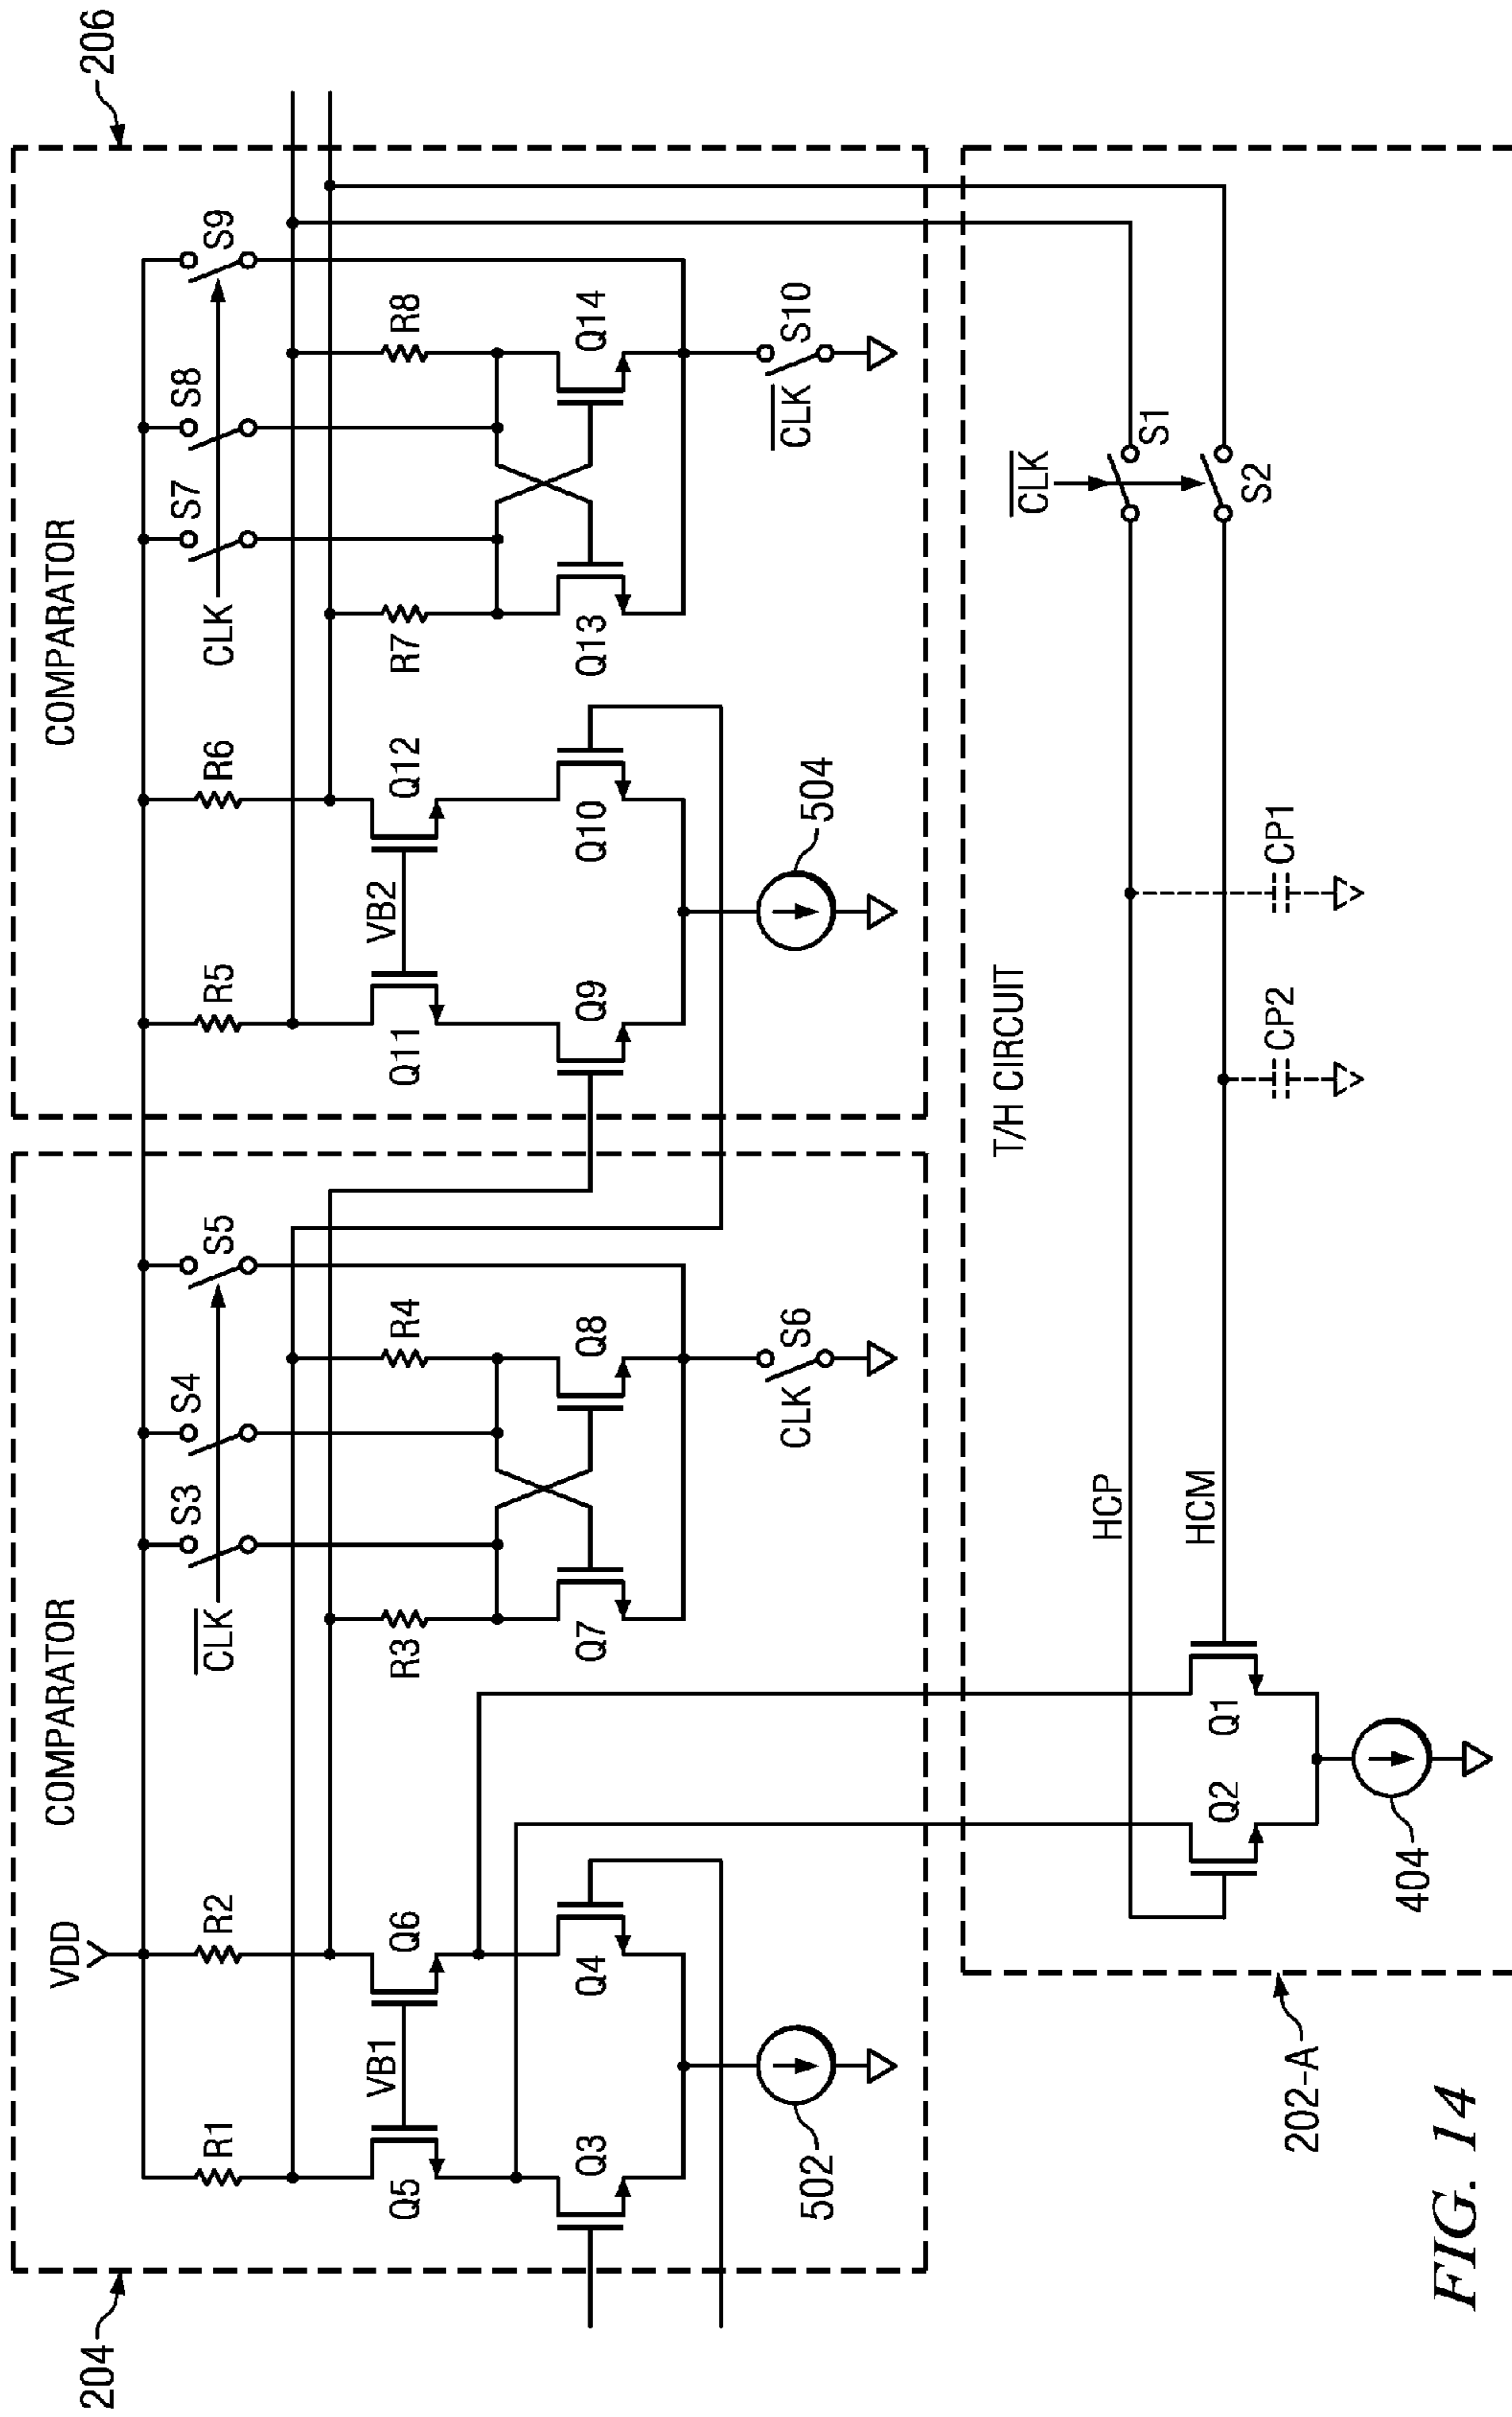 204
206
COMPARATOR
COMPARATOR
VDD
R1
R2
S3
S4
S5
R5
R6
S7
S8
S9
CLK
CLK
Q5
VB1
Q6
R3
R4
Q11
VB2
Q12
R7
R8
Q3
Q4
Q7
Q8
Q9
Q10
Q13
Q14
502
CLK
S6
504
CLK
S10
T/H CIRCUIT
CLK
S1
HCP
HCM
S2
Q2
Q1
CP2
CP1
202-A
404
FIG. 14